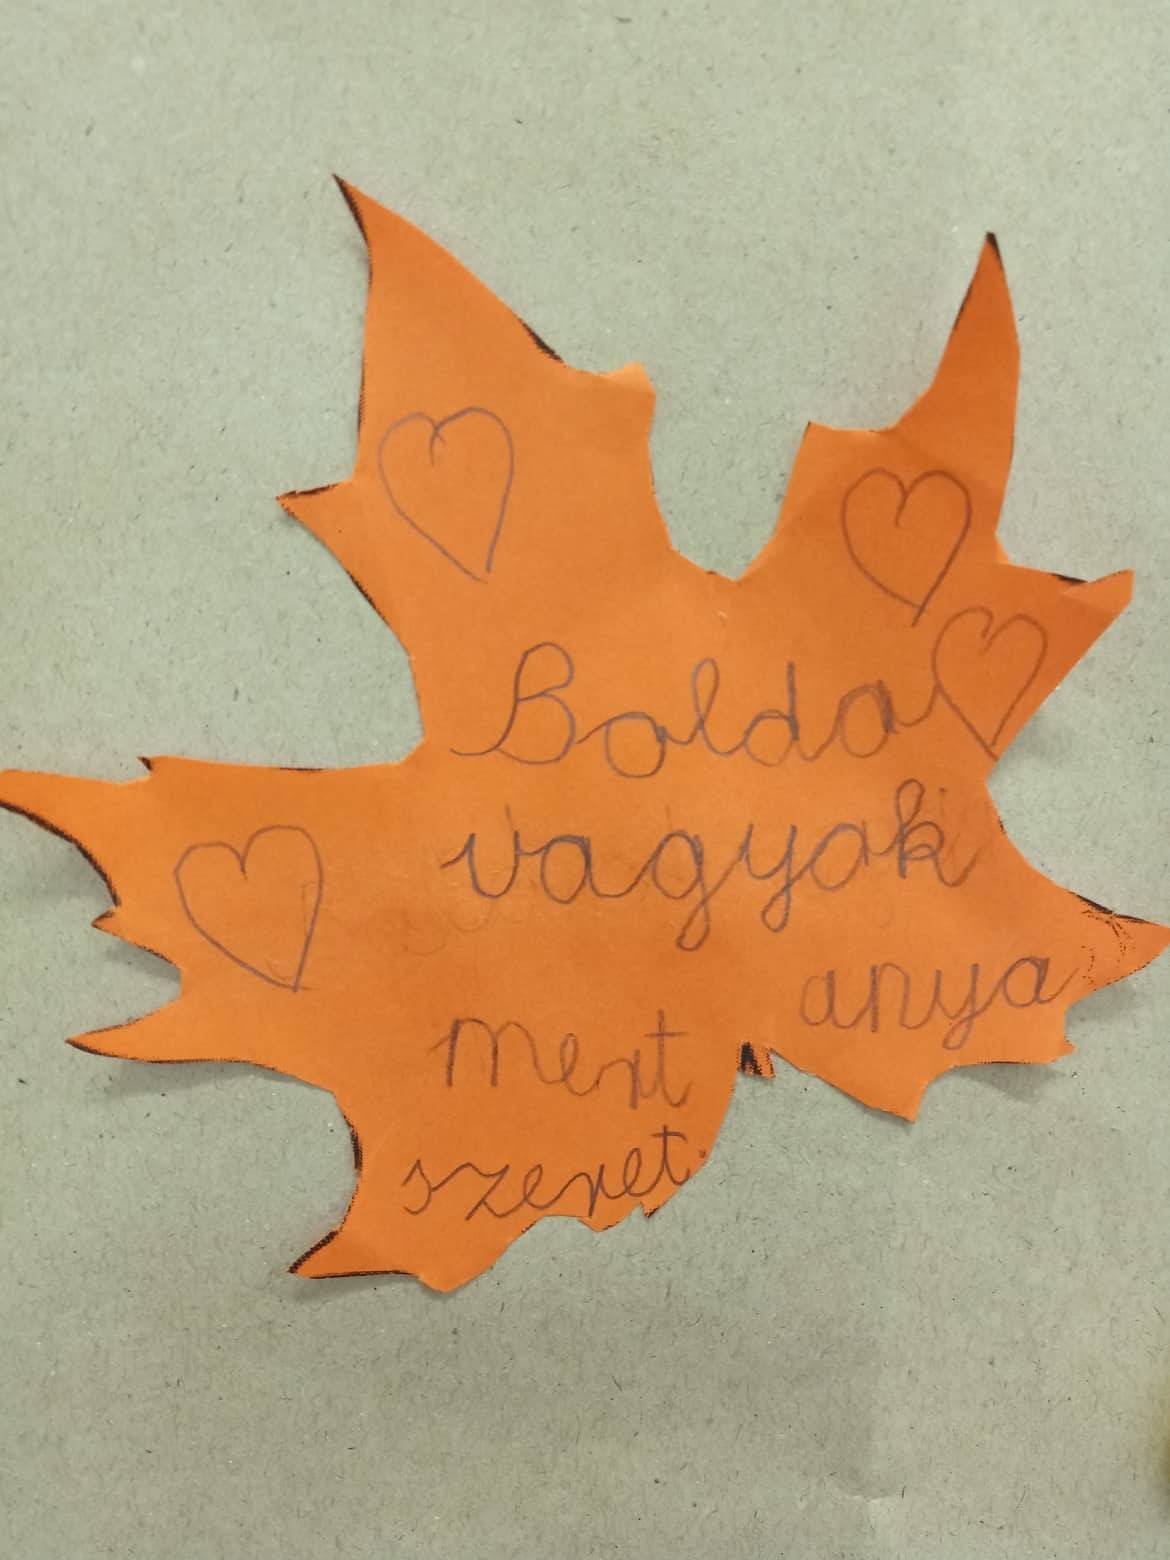 Bolda
vagyok
anya
mert
szeret.